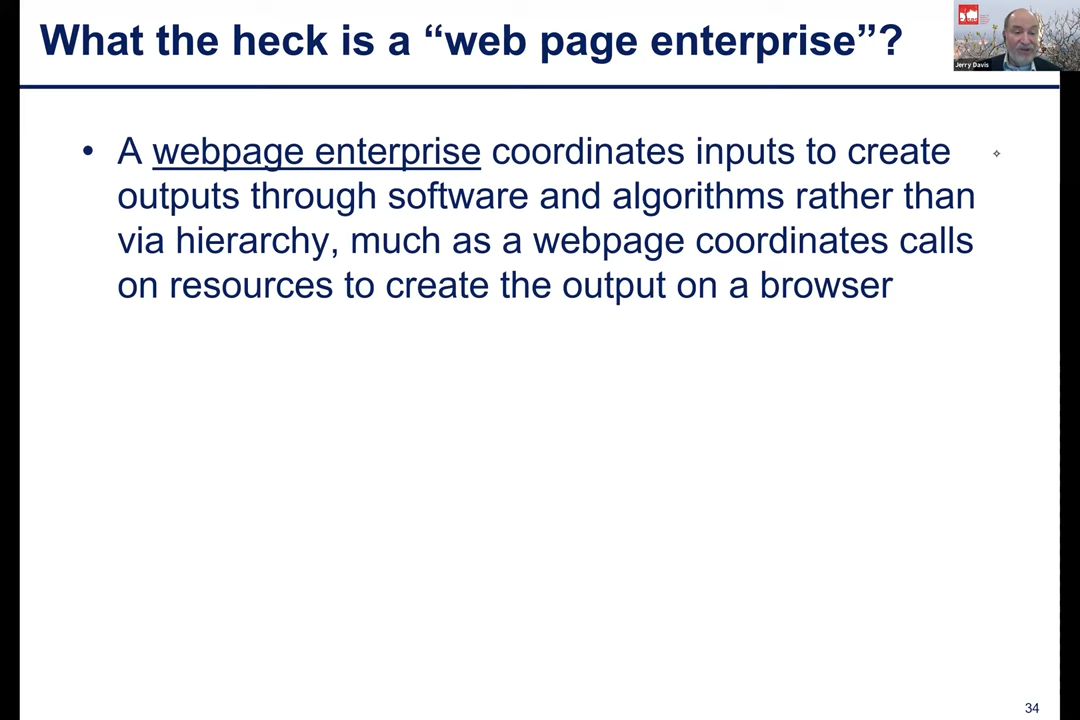 What the heck is a “web page enterprise”?
Jerry Davis
• A webpage enterprise coordinates inputs to create
outputs through software and algorithms rather than
via hierarchy, much as a webpage coordinates calls
on resources to create the output on a browser
34